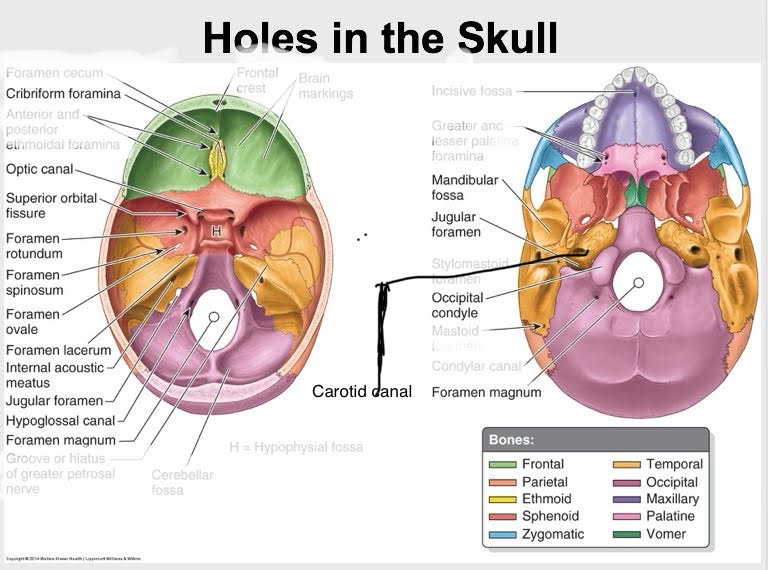 Holes in the Skull
Foramen cecum
Cribriform foramina
Anterior and
posterior
ethmoidal foramina
Optic canal
Superior orbital
fissure
Foramen
rotundum
Foramen
spinosum
Foramen
ovale
Foramen lacerum
Internal acoustic
meatus
Jugular foramen
Hypoglossal canal
Foramen magnum
Groove or hiatus
of greater petrosal
nerve
Frontal
crest
Brain
markings
H
H = Hypophysial fossa
Cerebellar
fossa
Carotid canal
Incisive fossa
Greater and
lesser palatine
foramina
Mandibular
fossa
Jugular
foramen
Stylomastoid
foramen
Occipital
condyle
Mastoid
foramen
Condylar canal
Foramen magnum
Bones:
Frontal
Parietal
Ethmoid
Sphenoid
Zygomatic
Temporal
Occipital
Maxillary
Palatine
Vomer
Copyright © 2014 Wolters Kluwer Health | Lippincott Williams & Wilkins